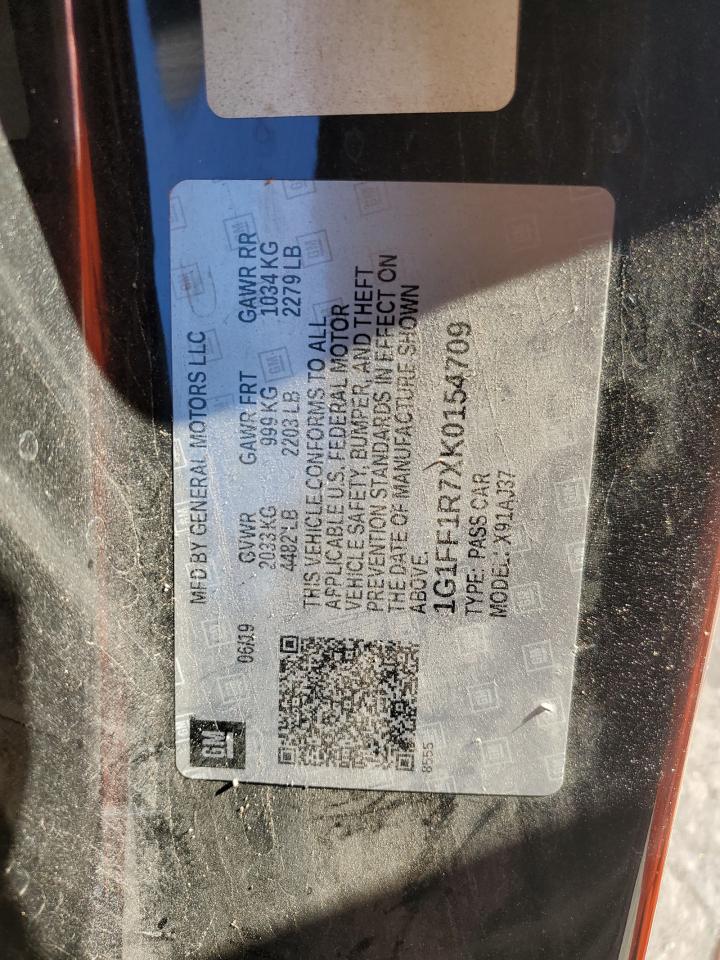 MFD BY GENERAL MOTORS LLC
06/19 GVWR GAWR FRT GAWR RR
2033 KG 999 KG 1034 KG
4482 LB 2203 LB 2279 LB
THIS VEHICLE CONFORMS TO ALL
APPLICABLE U.S. FEDERAL MOTOR
VEHICLE SAFETY, BUMPER, AND THEFT
PREVENTION STANDARDS IN EFFECT ON
THE DATE OF MANUFACTURE SHOWN
ABOVE.
1G1FF1R7XK0154709
TYPE: PASS CAR
MODEL: X91AJ37
GM
8555